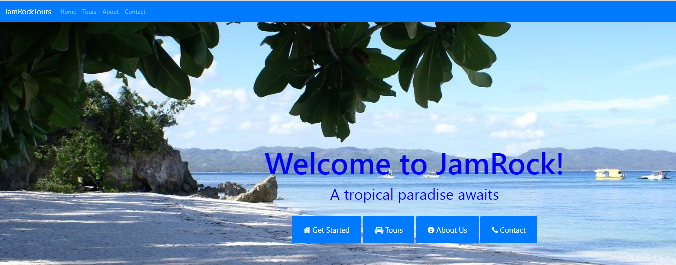 JamRockTours Home Tours About Contact
Welcome to JamRock!
A tropical paradise awaits
Get Started Tours About Us Contact